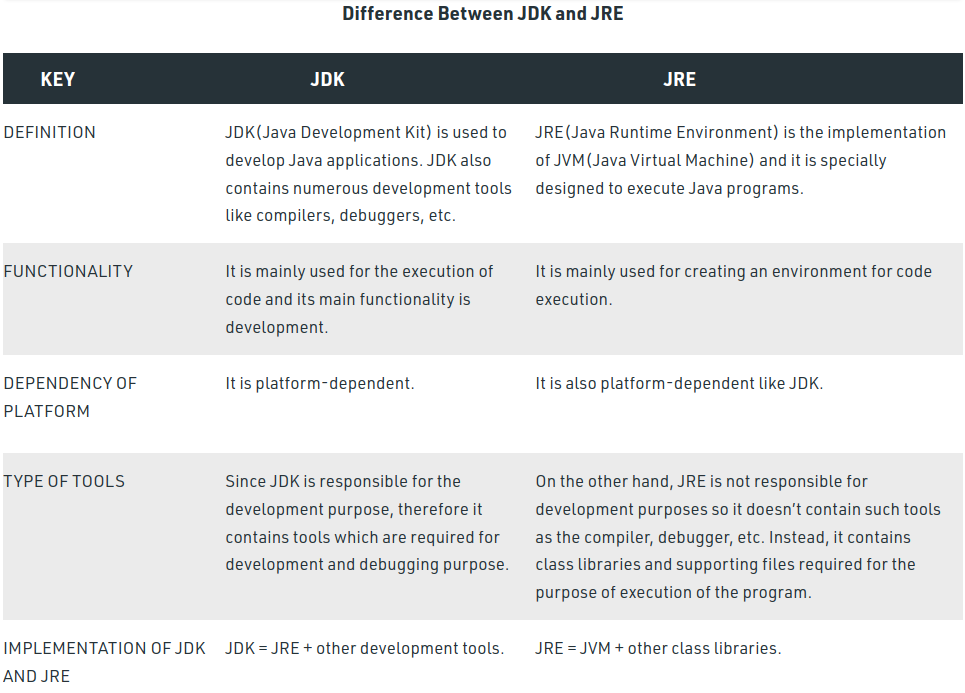 Difference Between JDK and JRE
KEY JDK JRE
DEFINITION
JDK(Java Development Kit) is used to
develop Java applications. JDK also
contains numerous development tools
like compilers, debuggers, etc.
JRE(Java Runtime Environment) is the implementation
of JVM(Java Virtual Machine) and it is specially
designed to execute Java programs.
FUNCTIONALITY
It is mainly used for the execution of
code and its main functionality is
development.
It is mainly used for creating an environment for code
execution.
DEPENDENCY OF
PLATFORM
It is platform-dependent.
It is also platform-dependent like JDK.
TYPE OF TOOLS
Since JDK is responsible for the
development purpose, therefore it
contains tools which are required for
development and debugging purpose.
On the other hand, JRE is not responsible for
development purposes so it doesn’t contain such tools
as the compiler, debugger, etc. Instead, it contains
class libraries and supporting files required for the
purpose of execution of the program.
IMPLEMENTATION OF JDK
AND JRE
JDK = JRE + other development tools.
JRE = JVM + other class libraries.